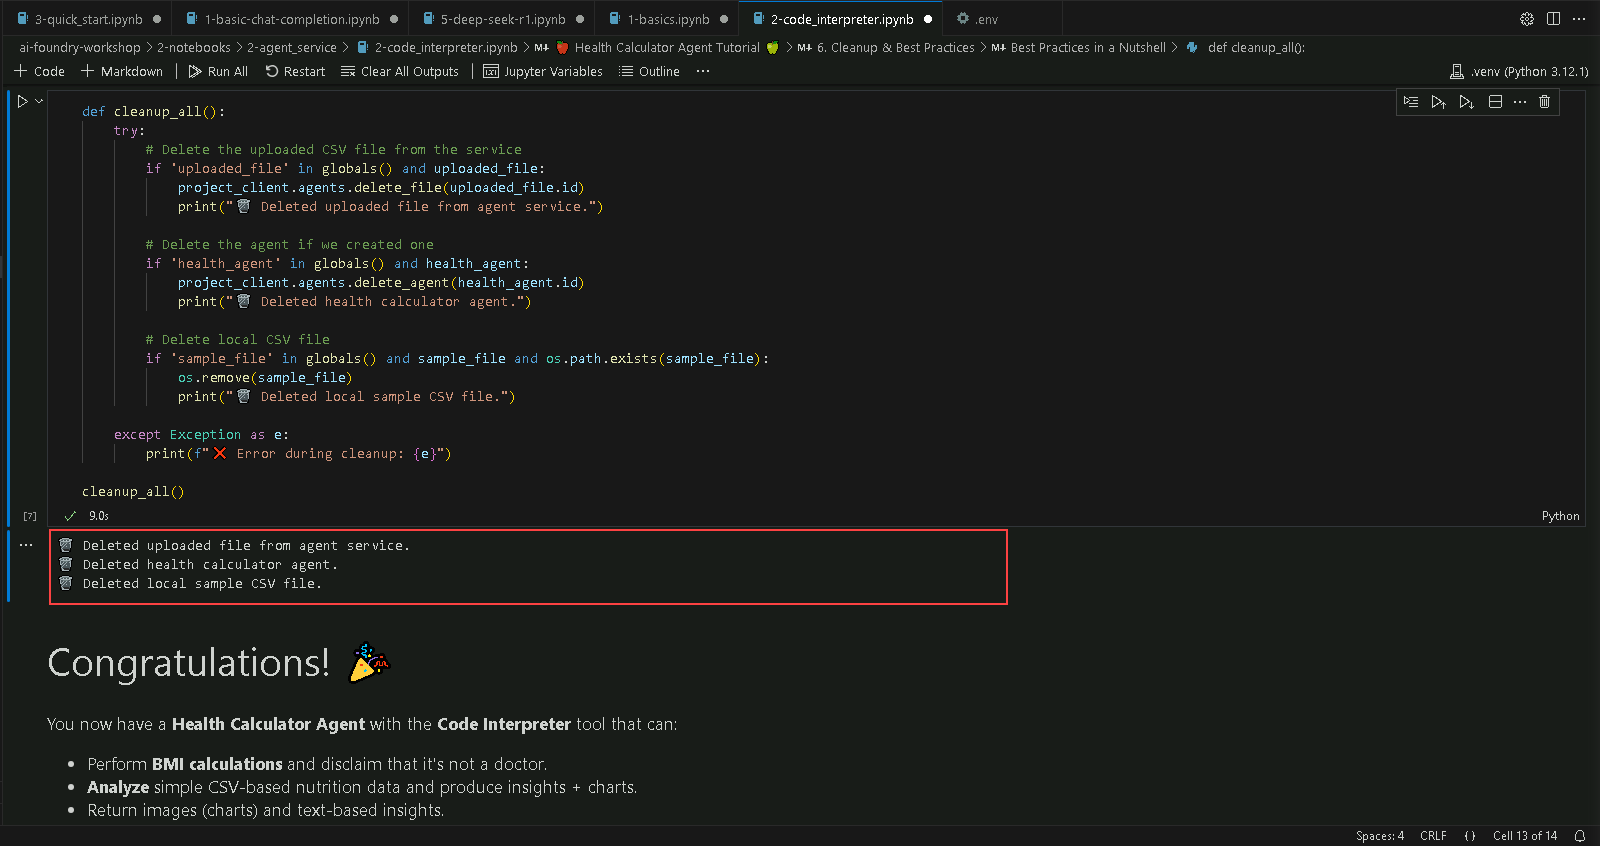 3-quick_start.ipynb ● 1-basic-chat-completion.ipynb ● 5-deep-seek-r1.ipynb ● 1-basics.ipynb ● 2-code_interpreter.ipynb ● .env
ai-foundry-workshop > 2-notebooks > 2-agent_service > 2-code_interpreter.ipynb > M↓ 🍎 Health Calculator Agent Tutorial 🍏 > M↓ 6. Cleanup & Best Practices > M↓ Best Practices in a Nutshell > def cleanup_all():
+ Code + Markdown | Run All Restart Clear All Outputs | Jupyter Variables Outline ··· .venv (Python 3.12.1)
def cleanup_all():
    try:
        # Delete the uploaded CSV file from the service
        if 'uploaded_file' in globals() and uploaded_file:
            project_client.agents.delete_file(uploaded_file.id)
            print("🗑️ Deleted uploaded file from agent service.")
        # Delete the agent if we created one
        if 'health_agent' in globals() and health_agent:
            project_client.agents.delete_agent(health_agent.id)
            print("🗑️ Deleted health calculator agent.")
        # Delete local CSV file
        if 'sample_file' in globals() and sample_file and os.path.exists(sample_file):
            os.remove(sample_file)
            print("🗑️ Deleted local sample CSV file.")
    except Exception as e:
        print(f"❌ Error during cleanup: {e}")
cleanup_all()
[7] ✓ 9.0s Python
🗑️ Deleted uploaded file from agent service.
🗑️ Deleted health calculator agent.
🗑️ Deleted local sample CSV file.
Congratulations! 🎉
You now have a Health Calculator Agent with the Code Interpreter tool that can:
• Perform BMI calculations and disclaim that it's not a doctor.
• Analyze simple CSV-based nutrition data and produce insights + charts.
• Return images (charts) and text-based insights.
Spaces: 4 CRLF {} Cell 13 of 14